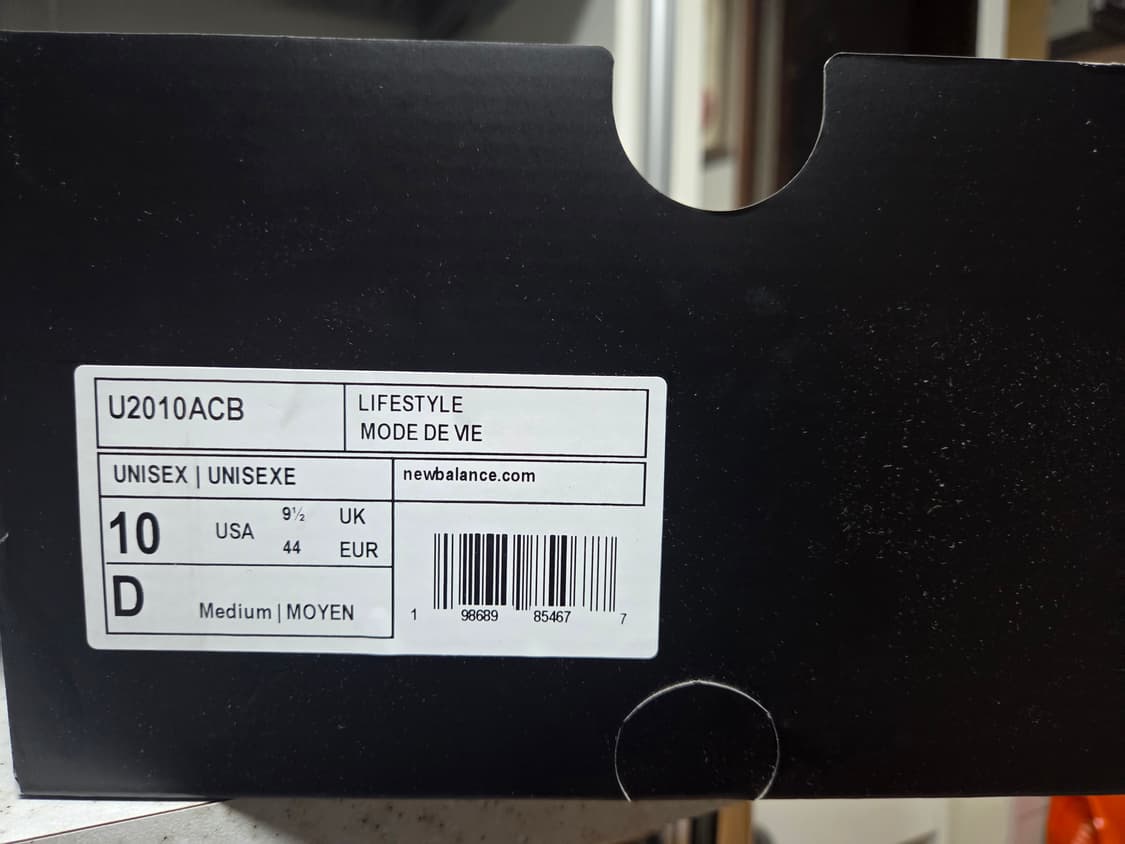 U2010ACB
LIFESTYLE
MODE DE VIE
UNISEX | UNISEXE
newbalance.com
10 USA 9½ UK
44 EUR
D Medium | MOYEN
1 98689 85467 7